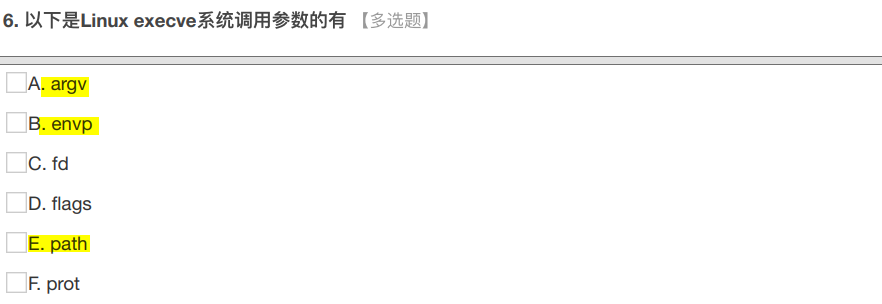 6. 以下是Linux execve系统调用参数的有 【多选题】
A. argv
B. envp
C. fd
D. flags
E. path
F. prot